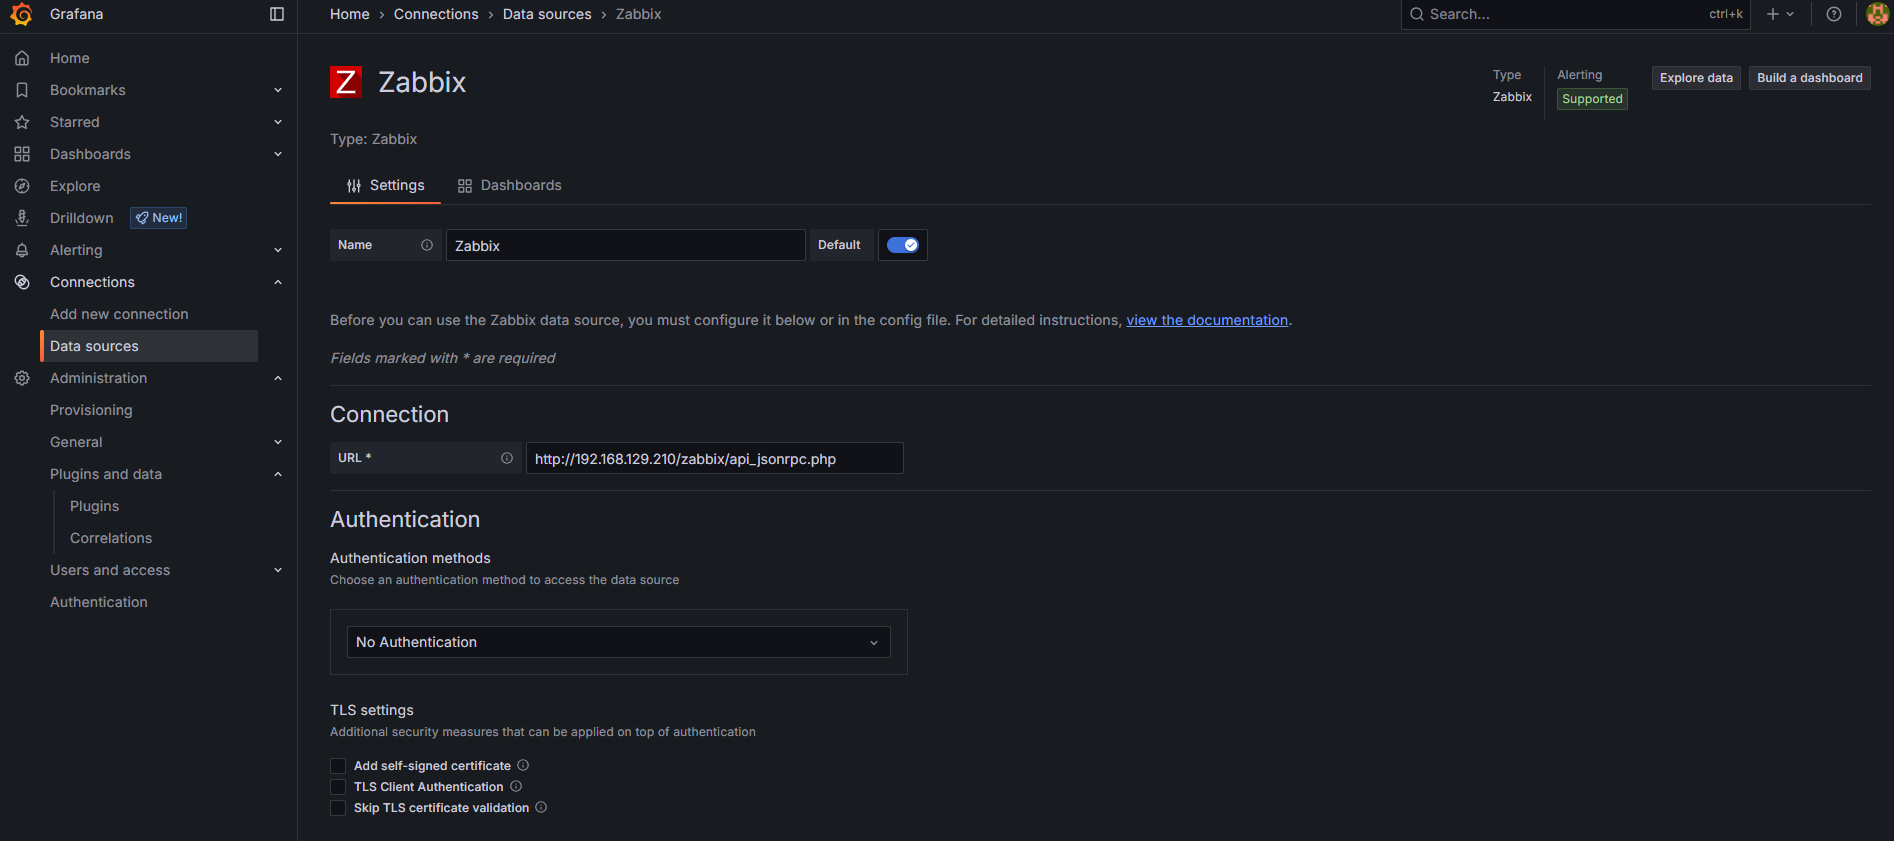 Grafana
Home › Connections › Data sources › Zabbix
Search...
ctrl+k
Home
Bookmarks
Starred
Dashboards
Explore
Drilldown
New!
Alerting
Connections
Add new connection
Data sources
Administration
Provisioning
General
Plugins and data
Plugins
Correlations
Users and access
Authentication
Z
Zabbix
Type
Zabbix
Alerting
Supported
Explore data
Build a dashboard
Type: Zabbix
Settings
Dashboards
Name
Zabbix
Default
Before you can use the Zabbix data source, you must configure it below or in the config file. For detailed instructions, view the documentation.
Fields marked with * are required
Connection
URL *
http://192.168.129.210/zabbix/api_jsonrpc.php
Authentication
Authentication methods
Choose an authentication method to access the data source
No Authentication
TLS settings
Additional security measures that can be applied on top of authentication
Add self-signed certificate
TLS Client Authentication
Skip TLS certificate validation